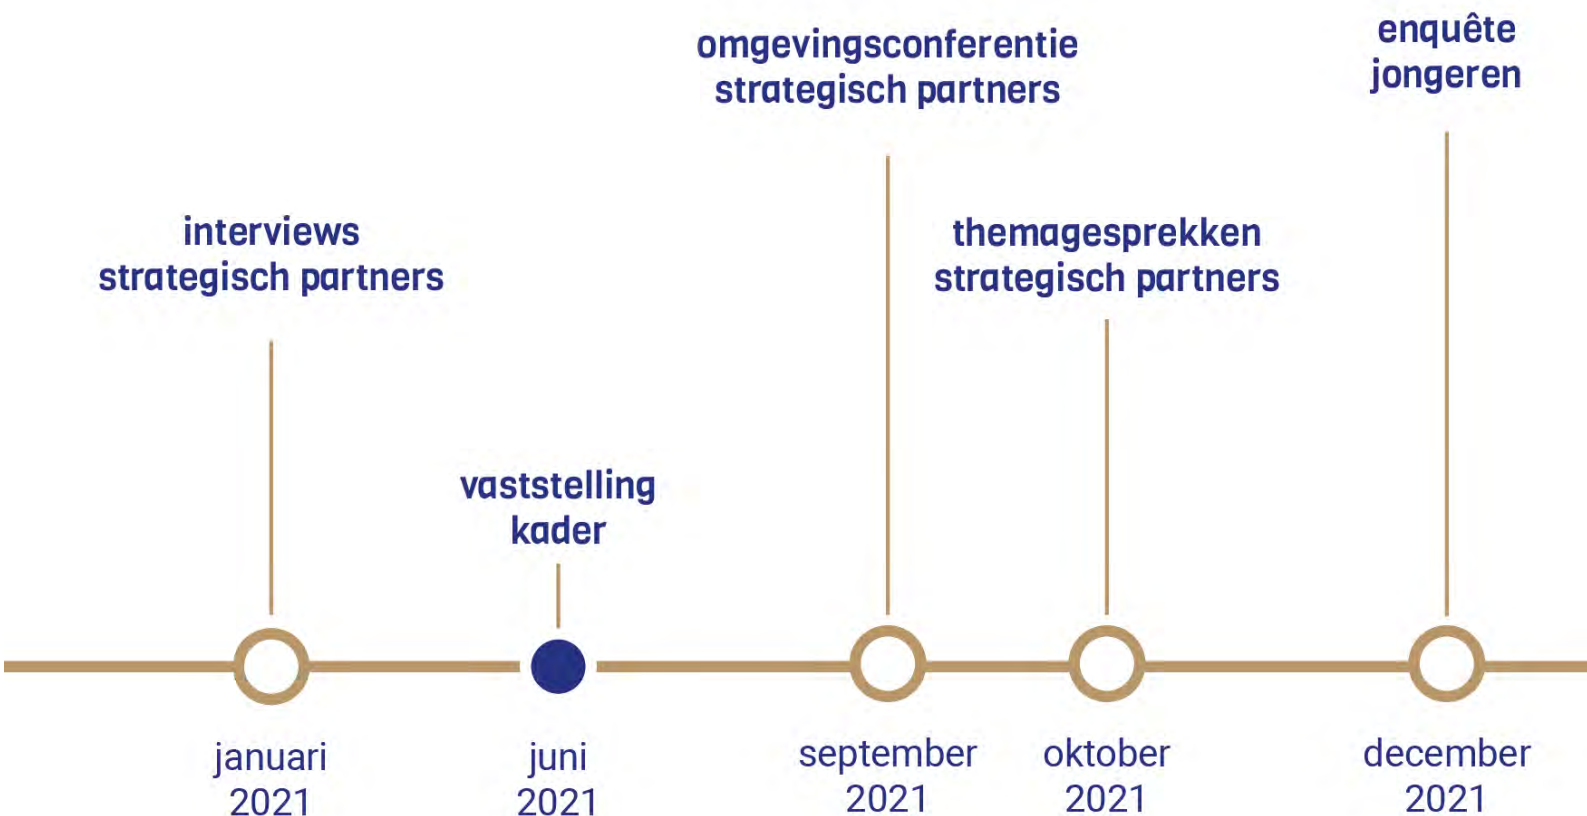 interviews
strategisch partners
januari
2021
vaststelling
kader
juni
2021
omgevingsconferentie
strategisch partners
september
2021
themagesprekken
strategisch partners
oktober
2021
enquête
jongeren
december
2021